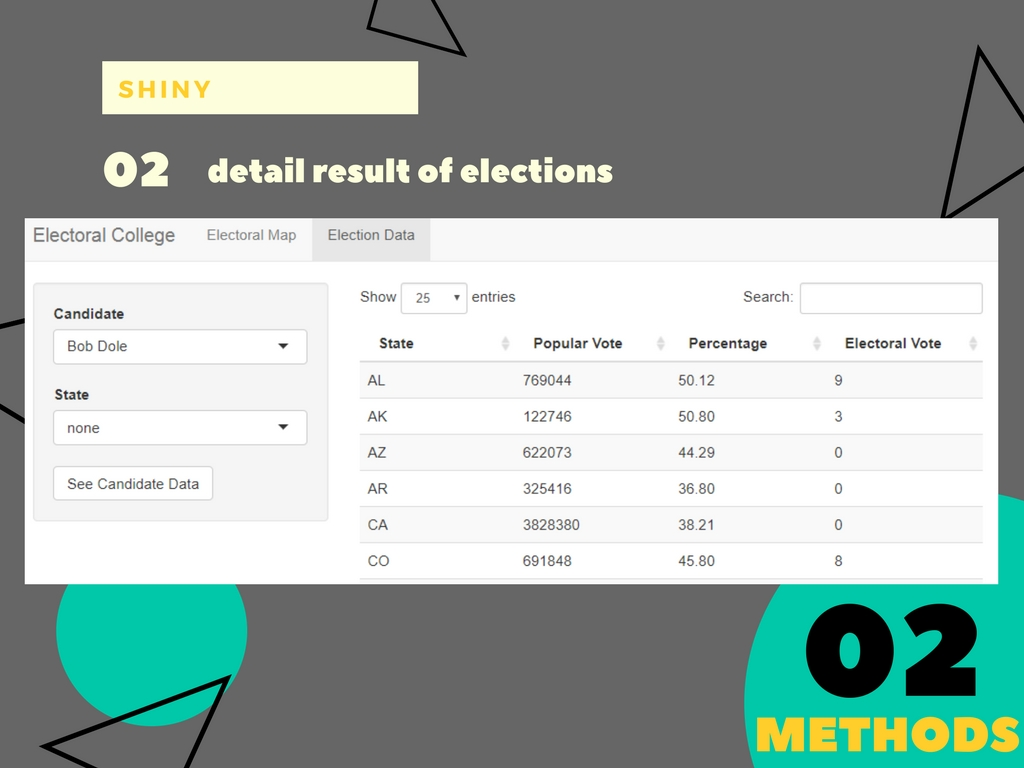 SHINY
02 detail result of elections
Electoral College Electoral Map Election Data
Candidate
Bob Dole
State
none
See Candidate Data
Show 25 entries Search:
State Popular Vote Percentage Electoral Vote
AL 769044 50.12 9
AK 122746 50.80 3
AZ 622073 44.29 0
AR 325416 36.80 0
CA 3828380 38.21 0
CO 691848 45.80 8
02
METHODS